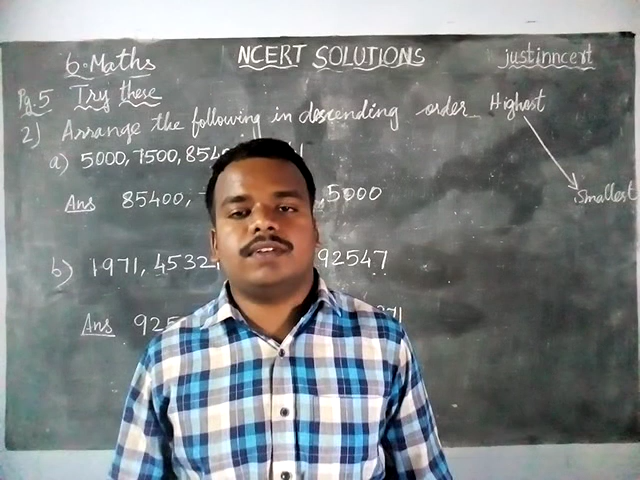 6. Maths NCERT SOLUTIONS justinncert
Pg.5 Try these
2) Arrange the following in descending order Highest
Smallest
a) 5000, 7500, 854
Ans 85400, ,5000
b) 1971, 4532 92547
Ans 925 71